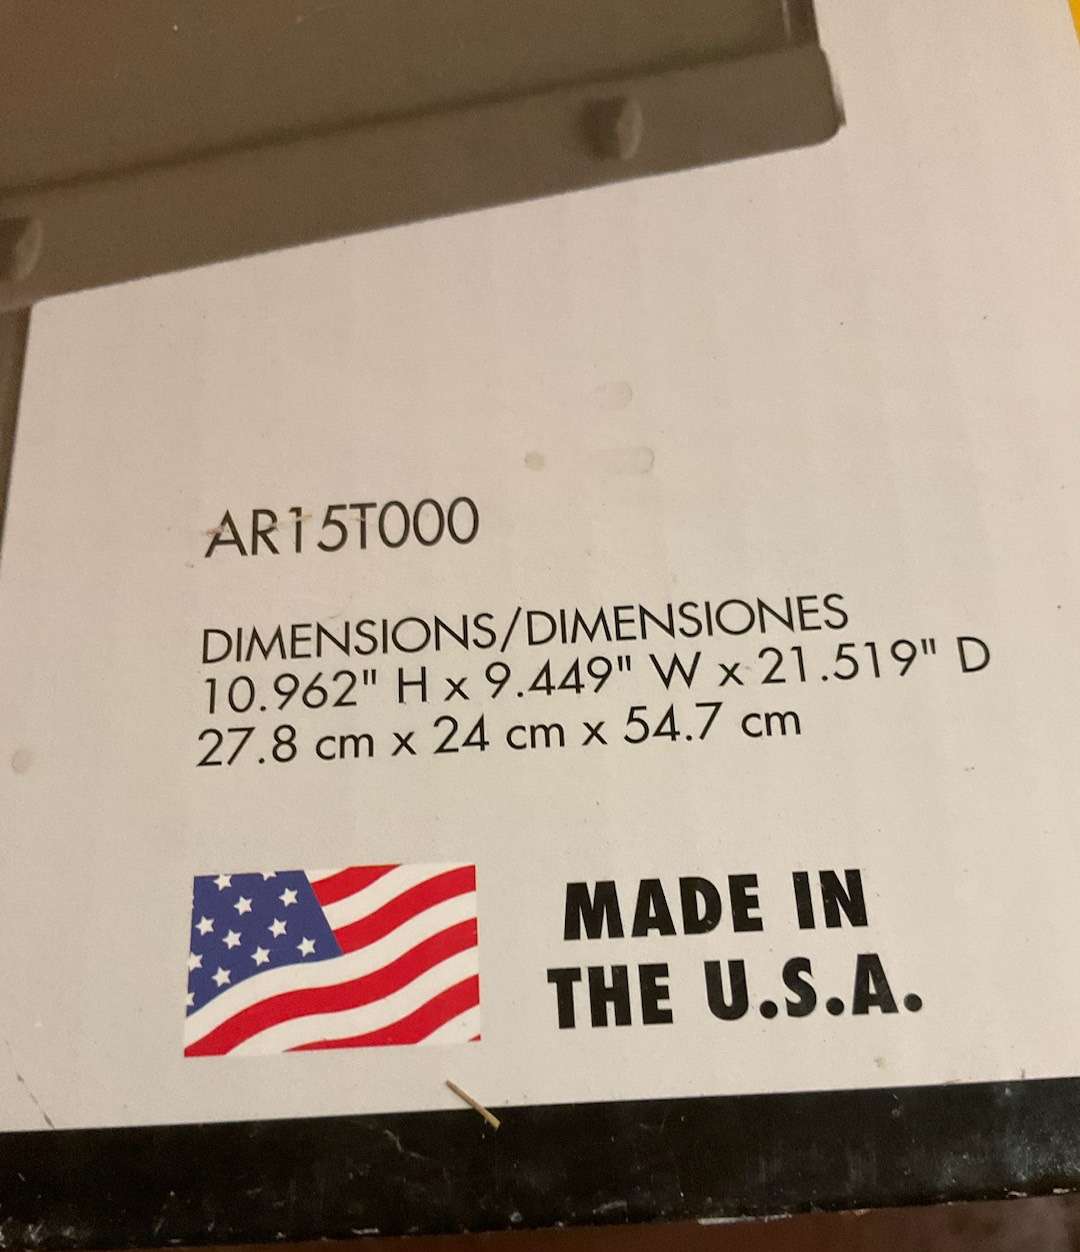 AR15T000
DIMENSIONS/DIMENSIONES
10.962" H x 9.449" W x 21.519" D
27.8 cm x 24 cm x 54.7 cm
MADE IN
THE U.S.A.